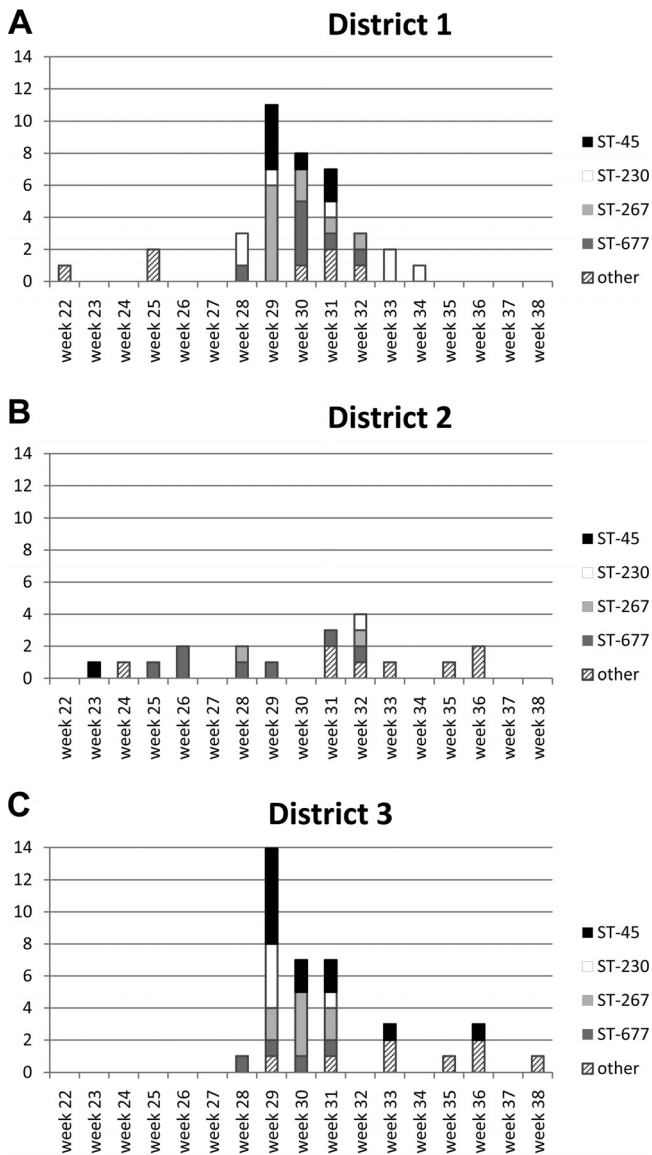 A
District 1
14
12
10
8
6
4
2
0
week 22
week 23
week 24
week 25
week 26
week 27
week 28
week 29
week 30
week 31
week 32
week 33
week 34
week 35
week 36
week 37
week 38
ST-45
ST-230
ST-267
ST-677
other
B
District 2
14
12
10
8
6
4
2
0
week 22
week 23
week 24
week 25
week 26
week 27
week 28
week 29
week 30
week 31
week 32
week 33
week 34
week 35
week 36
week 37
week 38
ST-45
ST-230
ST-267
ST-677
other
C
District 3
14
12
10
8
6
4
2
0
week 22
week 23
week 24
week 25
week 26
week 27
week 28
week 29
week 30
week 31
week 32
week 33
week 34
week 35
week 36
week 37
week 38
ST-45
ST-230
ST-267
ST-677
other